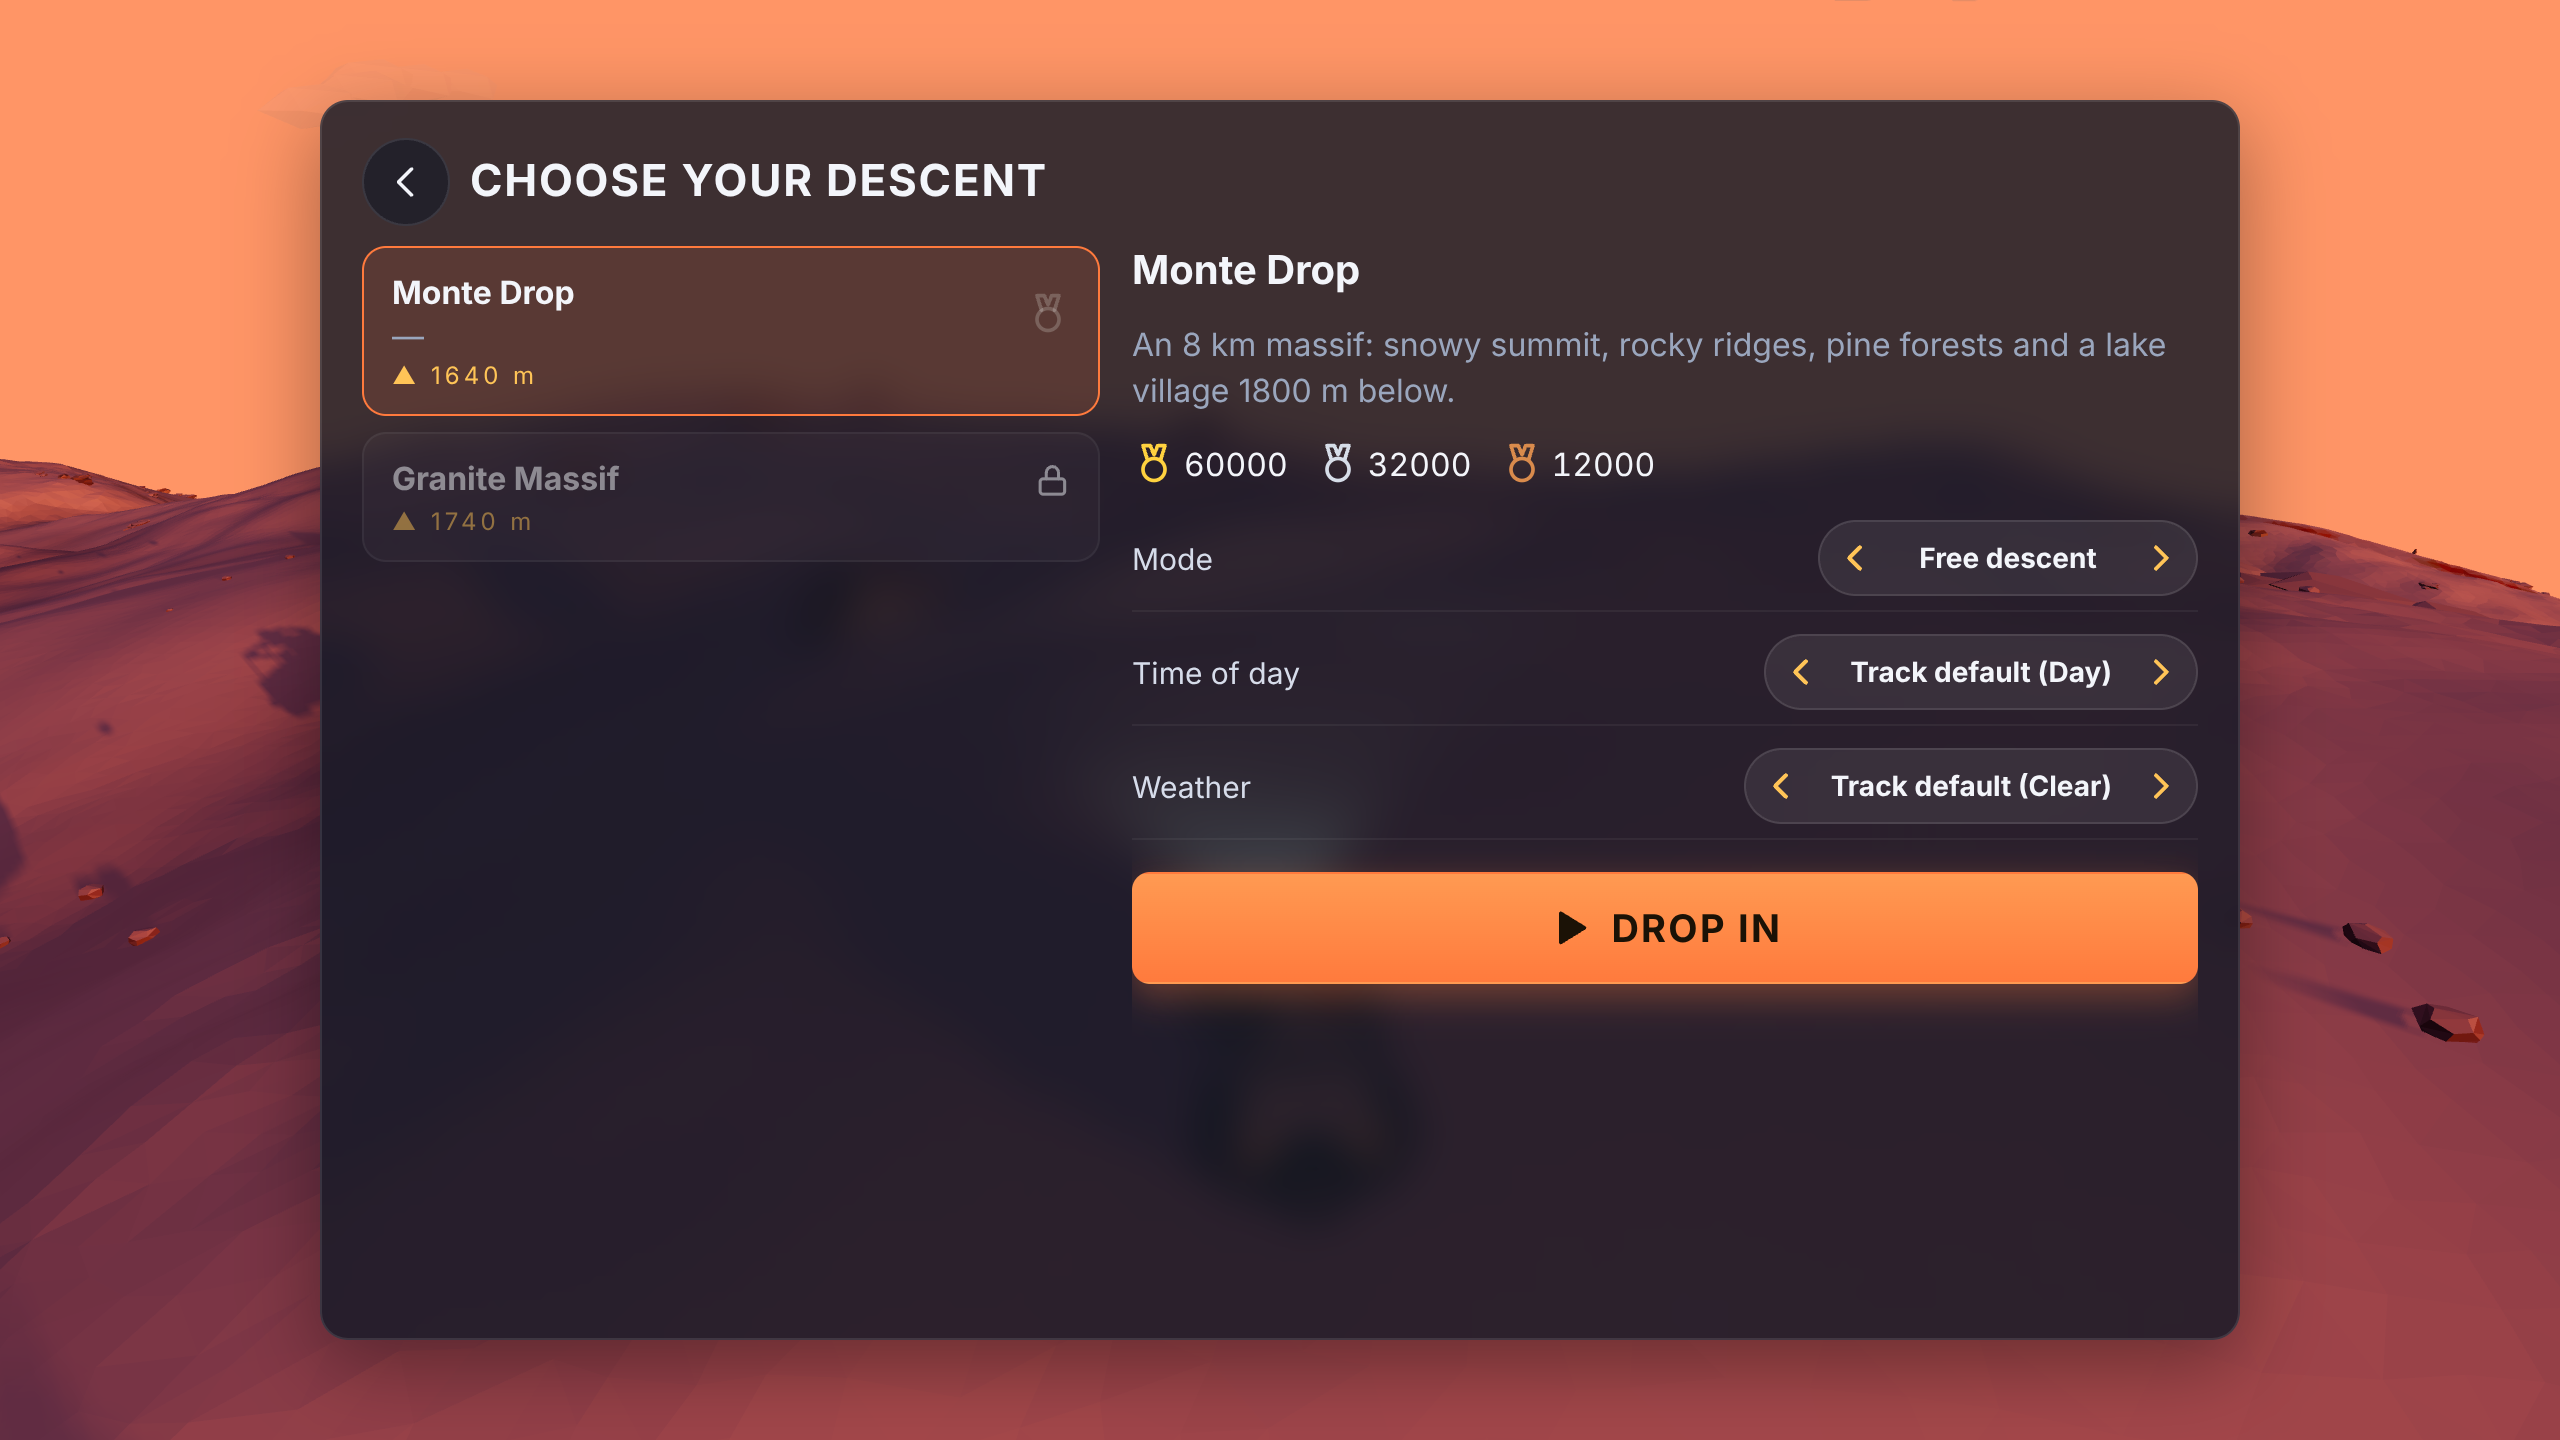 CHOOSE YOUR DESCENT
Monte Drop
—
▲ 1640 m
Granite Massif
▲ 1740 m
Monte Drop
An 8 km massif: snowy summit, rocky ridges, pine forests and a lake
village 1800 m below.
60000 32000 12000
Mode
Free descent
Time of day
Track default (Day)
Weather
Track default (Clear)
DROP IN